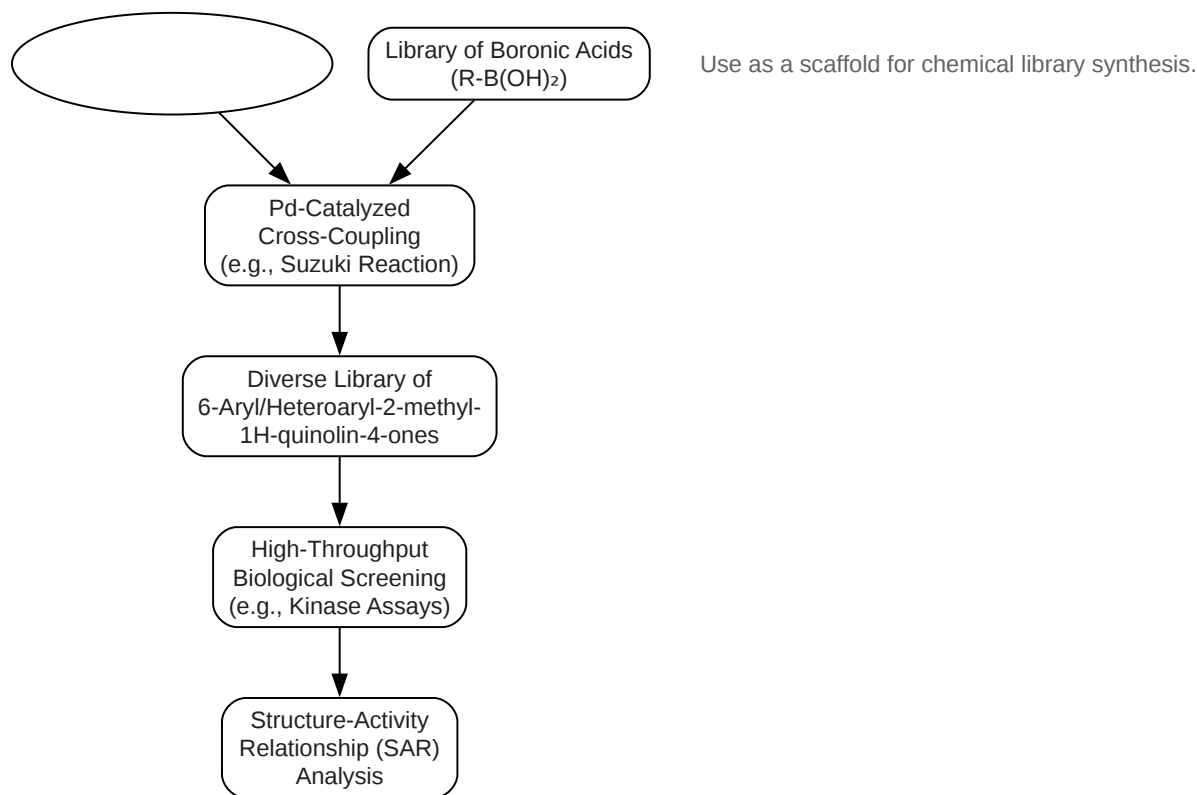 Library of Boronic Acids
(R-B(OH)₂)
Use as a scaffold for chemical library synthesis.
Pd-Catalyzed
Cross-Coupling
(e.g., Suzuki Reaction)
Diverse Library of
6-Aryl/Heteroaryl-2-methyl-
1H-quinolin-4-ones
High-Throughput
Biological Screening
(e.g., Kinase Assays)
Structure-Activity
Relationship (SAR)
Analysis